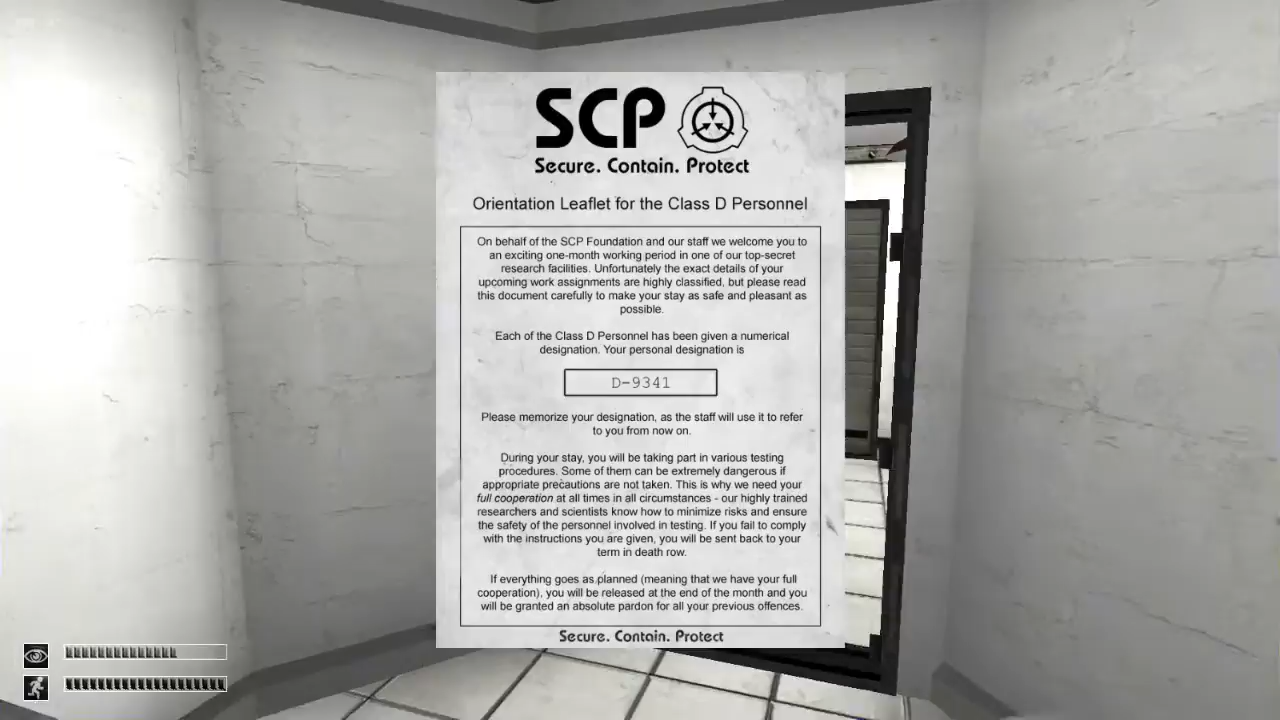 SCP
Secure. Contain. Protect
Orientation Leaflet for the Class D Personnel
On behalf of the SCP Foundation and our staff we welcome you to
an exciting one-month working period in one of our top-secret
research facilities. Unfortunately the exact details of your
upcoming work assignments are highly classified, but please read
this document carefully to make your stay as safe and pleasant as
possible.
Each of the Class D Personnel has been given a numerical
designation. Your personal designation is
D-9341
Please memorize your designation, as the staff will use it to refer
to you from now on.
During your stay, you will be taking part in various testing
procedures. Some of them can be extremely dangerous if
appropriate precautions are not taken. This is why we need your
full cooperation at all times in all circumstances - our highly trained
researchers and scientists know how to minimize risks and ensure
the safety of the personnel involved in testing. If you fail to comply
with the instructions you are given, you will be sent back to your
term in death row.
If everything goes as planned (meaning that we have your full
cooperation), you will be released at the end of the month and you
will be granted an absolute pardon for all your previous offences.
Secure. Contain. Protect